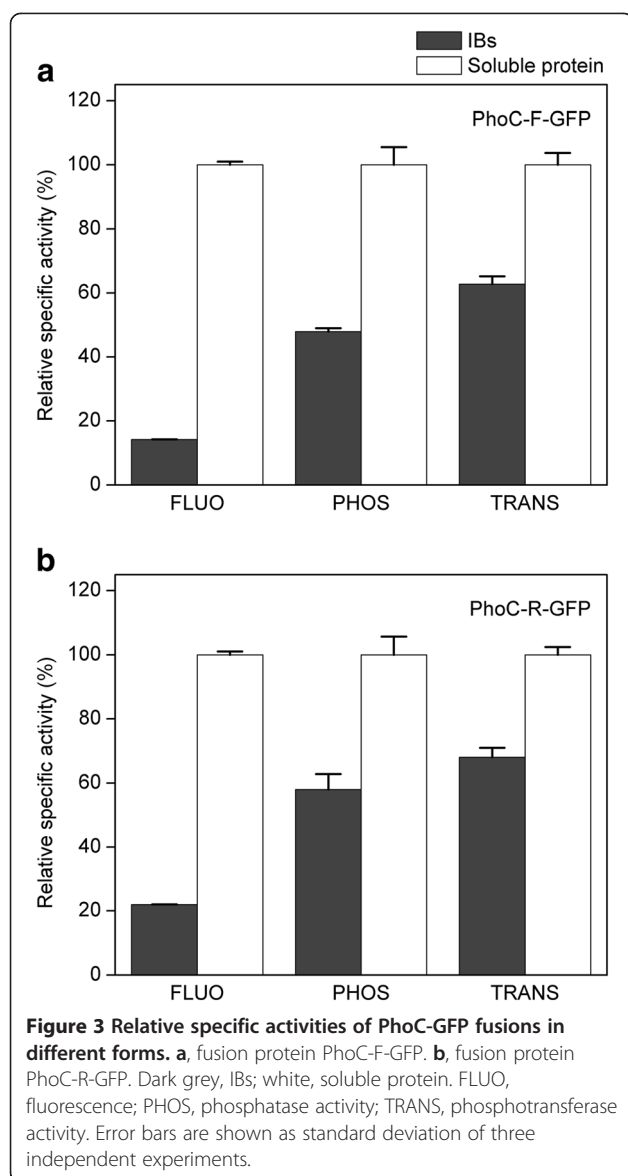 IBs
Soluble protein
a
PhoC-F-GFP
Relative specific activity (%)
120
100
80
60
40
20
0
FLUO PHOS TRANS
b
PhoC-R-GFP
Relative specific activity (%)
120
100
80
60
40
20
0
FLUO PHOS TRANS
Figure 3 Relative specific activities of PhoC-GFP fusions in
different forms. a, fusion protein PhoC-F-GFP. b, fusion protein
PhoC-R-GFP. Dark grey, IBs; white, soluble protein. FLUO,
fluorescence; PHOS, phosphatase activity; TRANS, phosphotransferase
activity. Error bars are shown as standard deviation of three
independent experiments.